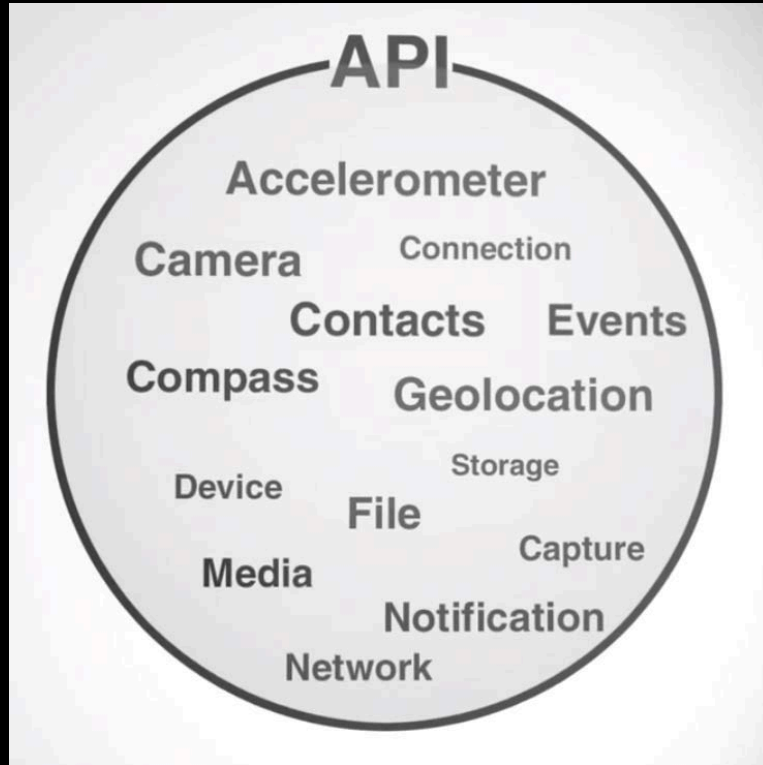 API
Accelerometer
Camera
Connection
Contacts
Events
Compass
Geolocation
Storage
Device
File
Capture
Media
Notification
Network